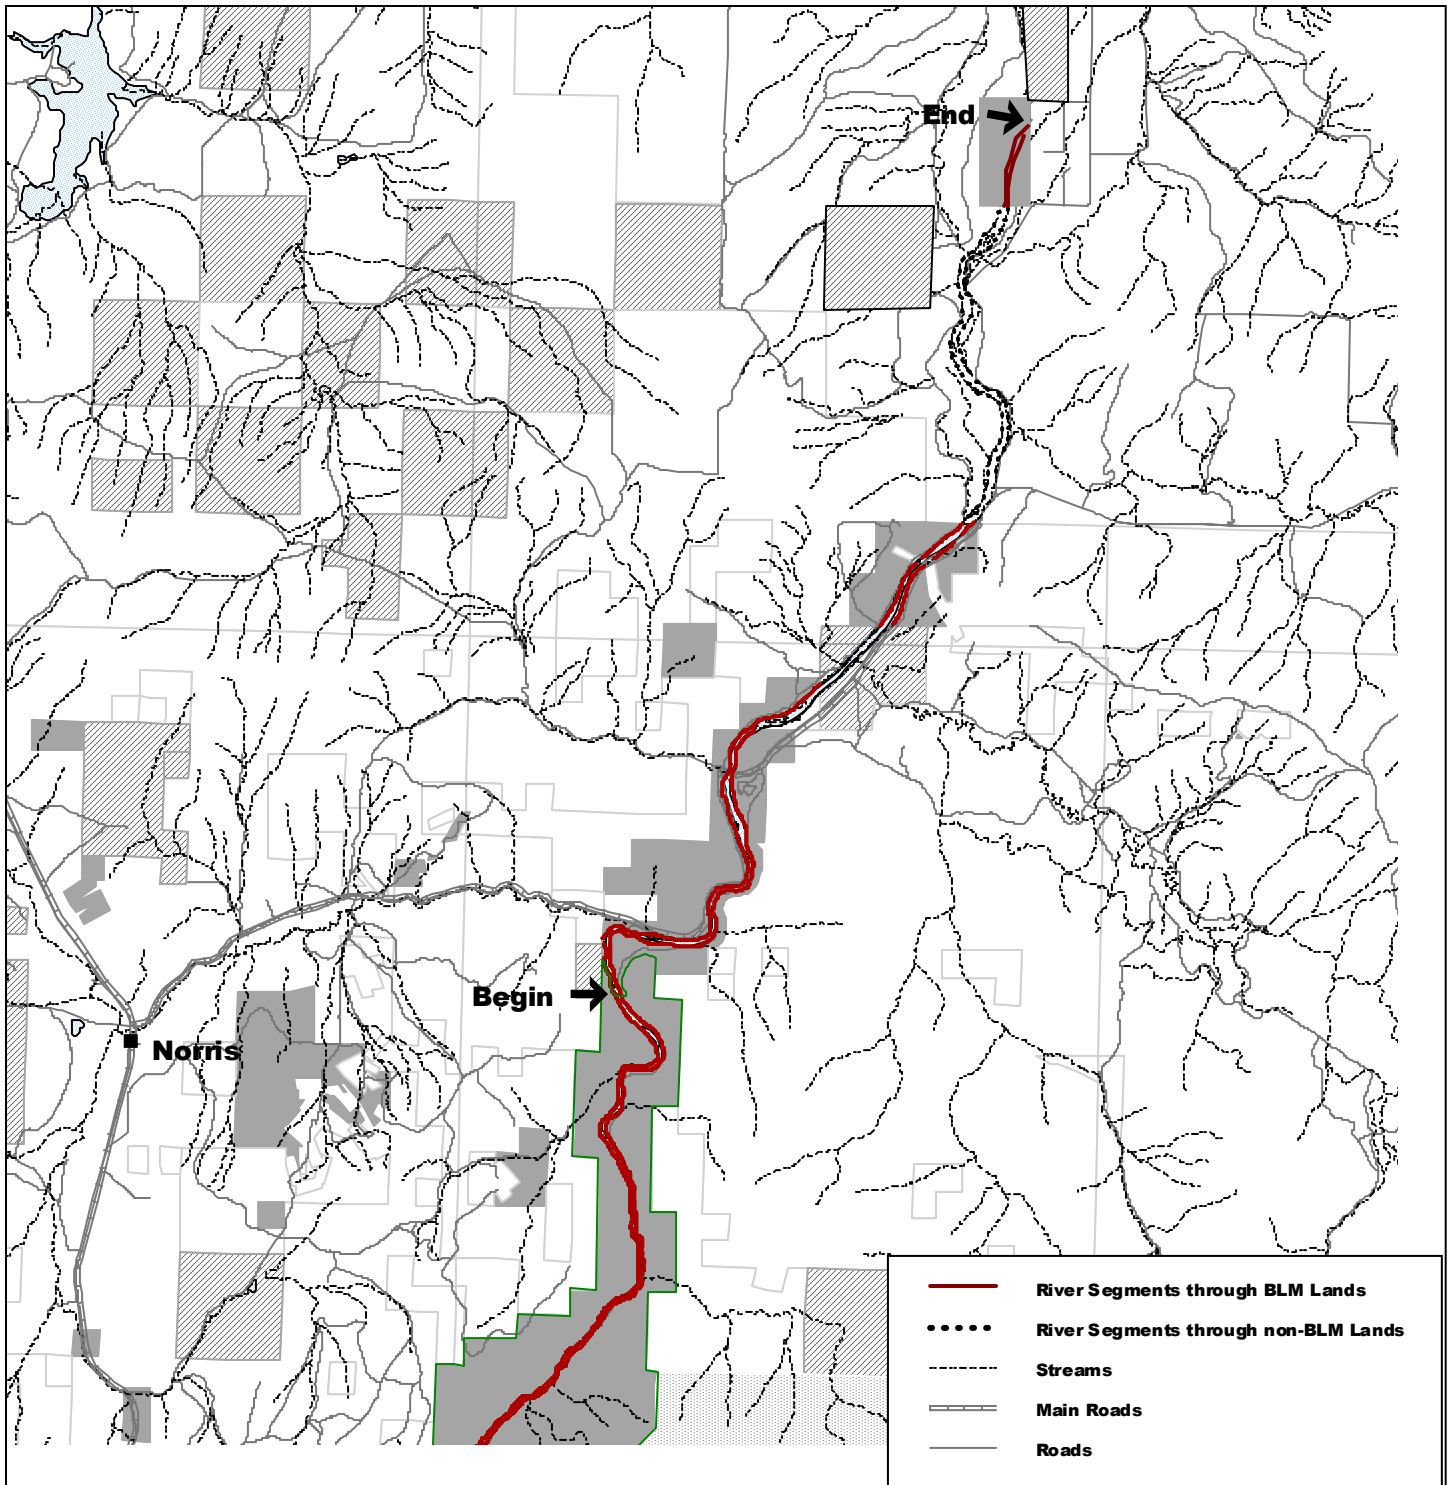 End
Begin
Norris
River Segments through BLM Lands
River Segments through non-BLM Lands
Streams
Main Roads
Roads